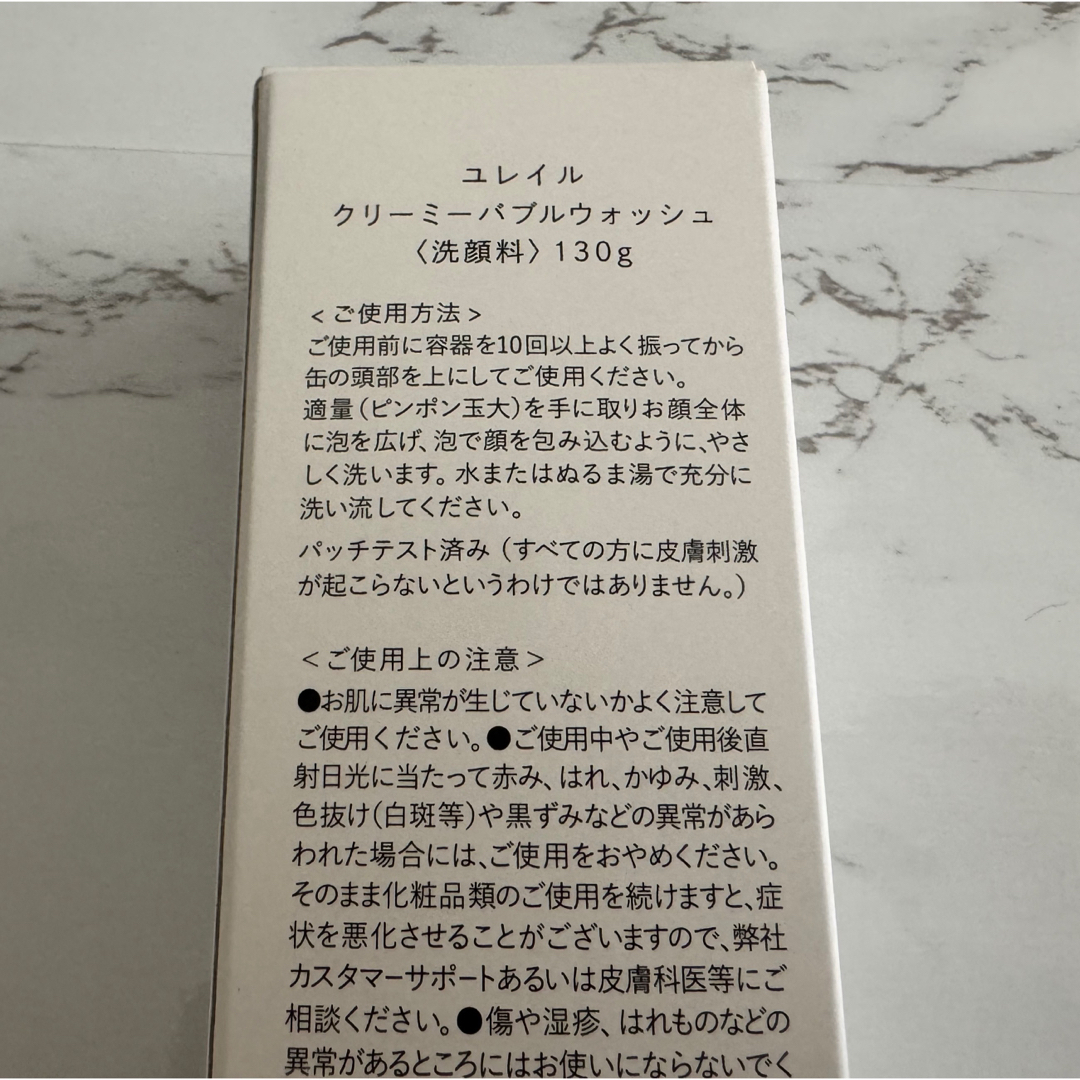 ユレイル
クリーミーバブルウォッシュ
〈洗顔料〉130g
＜ご使用方法＞
ご使用前に容器を10回以上よく振ってから
缶の頭部を上にしてご使用ください。
適量(ピンポン玉大)を手に取りお顔全体
に泡を広げ、泡で顔を包み込むように、やさ
しく洗います。水またはぬるま湯で充分に
洗い流してください。
パッチテスト済み（すべての方に皮膚刺激
が起こらないというわけではありません。）
＜ご使用上の注意＞
●お肌に異常が生じていないかよく注意して
ご使用ください。●ご使用中やご使用後直
射日光に当たって赤み、はれ、かゆみ、刺激、
色抜け(白斑等)や黒ずみなどの異常があら
われた場合には、ご使用をおやめください。
そのまま化粧品類のご使用を続けますと、症
状を悪化させることがございますので、弊社
カスタマーサポートあるいは皮膚科医等にご
相談ください。●傷や湿疹、はれものなどの
異常があるところにはお使いにならないでく